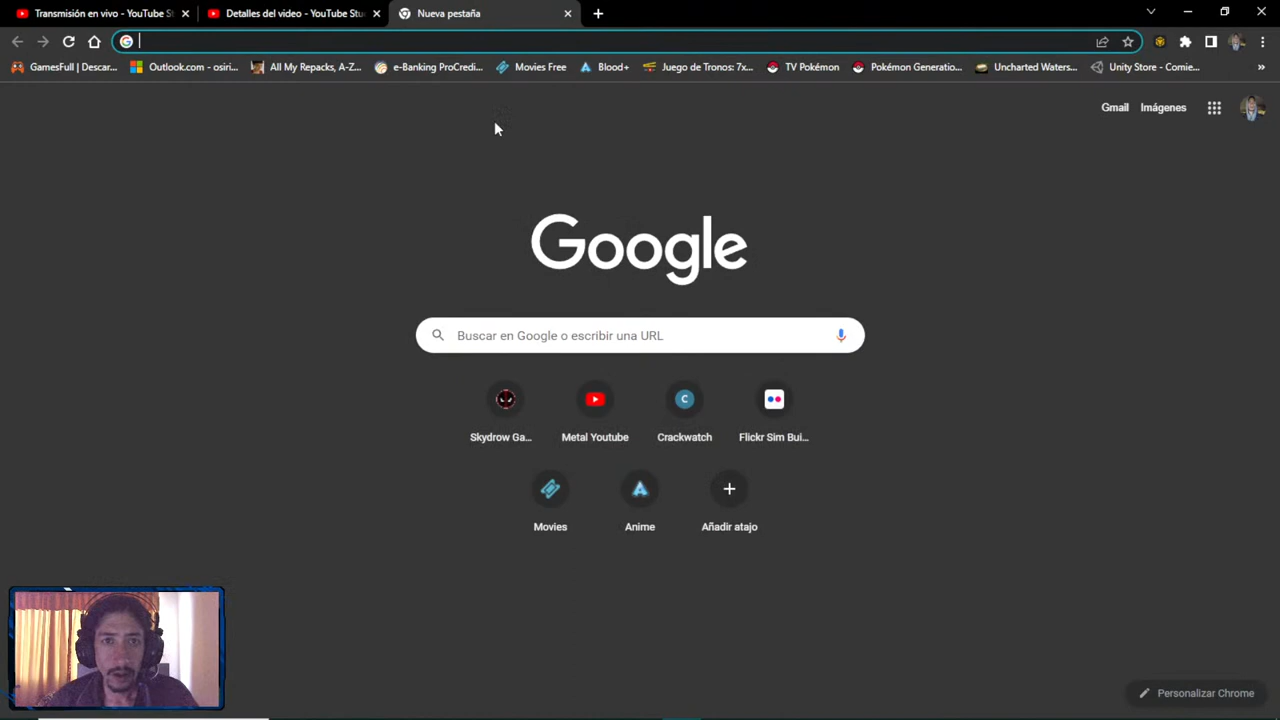 Transmisión en vivo - YouTube St
Detalles del video - YouTube Stu
Nueva pestaña
GamesFull | Descar...
Outlook.com - osiri...
All My Repacks, A-Z...
e-Banking ProCredi...
Movies Free
Blood+
Juego de Tronos: 7x...
TV Pokémon
Pokémon Generatio...
Uncharted Waters...
Unity Store - Comie...
»
Gmail
Imágenes
Google
Buscar en Google o escribir una URL
Skydrow Ga...
Metal Youtube
C
Crackwatch
Flickr Sim Bui...
Movies
Anime
Añadir atajo
Personalizar Chrome